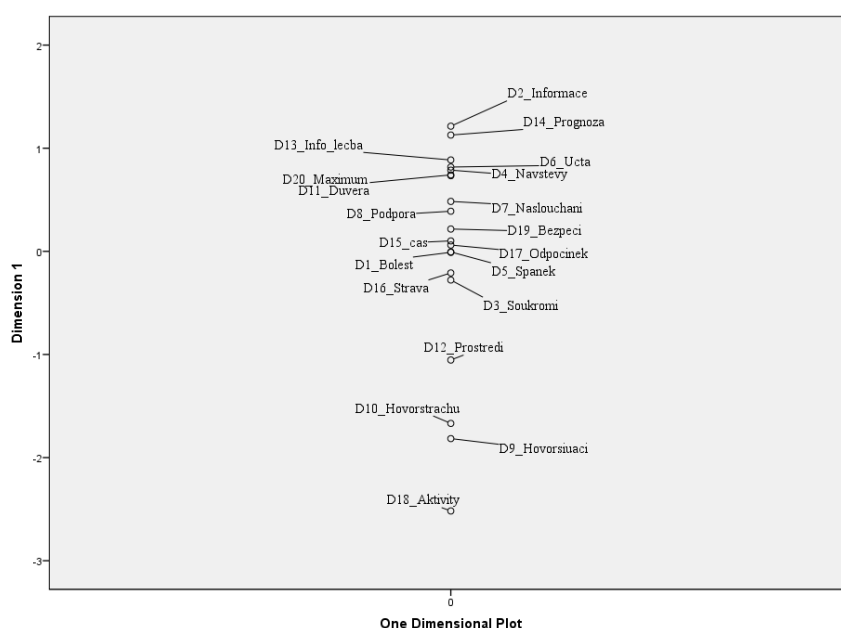 2
D2_Informace
D14_Prognoza
D13_Info_lecba
1
D6_Ucta
D4_Navstevy
D20_Maximum
D11_Duvera
D7_Naslouchani
D8_Podpora
D19_Bezpeci
D15_cas
0
D17_Odpocinek
D1_Bolest
D5_Spanek
D16_Strava
D3_Soukromi
Dimension 1
D12_Prostredi
-1
D10_Hovorstrachu
D9_Hovorsiuaci
-2
D18_Aktivity
-3
0
One Dimensional Plot